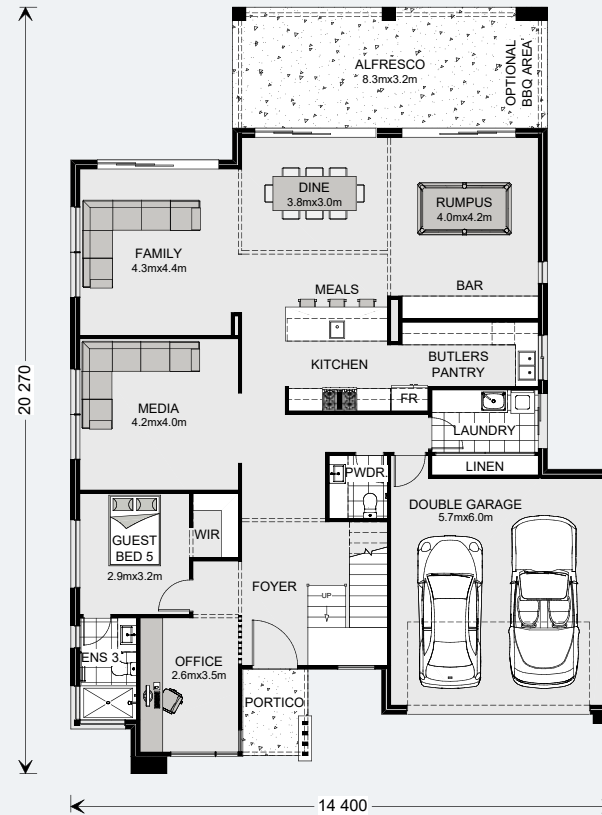 ALFRESCO
8.3mx3.2m
OPTIONAL
BBQ AREA
DINE
3.8mx3.0m
RUMPUS
4.0mx4.2m
FAMILY
4.3mx4.4m
MEALS
BAR
KITCHEN
BUTLERS
PANTRY
FR
20 270
MEDIA
4.2mx4.0m
LAUNDRY
LINEN
PWDR.
DOUBLE GARAGE
5.7mx6.0m
GUEST
BED 5
2.9mx3.2m
WIR
FOYER
UP
ENS 3
OFFICE
2.6mx3.5m
PORTICO
14 400